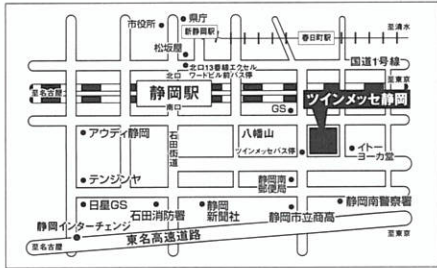 市役所
県庁
新静岡駅
春日町駅
至清水
松坂屋
国道1号線
北口13番線エクセル
ワードビル前バス停
北口
至名古屋
静岡駅
至東京
南口
GS
ツインメッセ静岡
アウディ静岡
石田街道
八幡山
ツインメッセバス停
イトー
ヨーカ堂
テンジンヤ
静岡南
郵便局
日星GS
石田消防署
静岡
新聞社
静岡市立商高
静岡南警察署
静岡インターチェンジ
東名高速道路
至名古屋
至東京